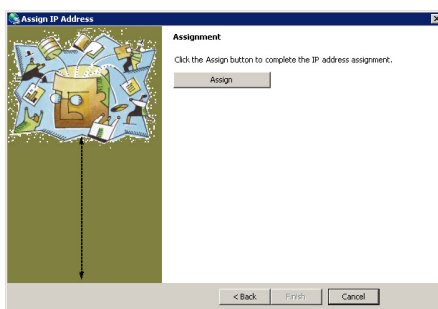 Assign IP Address
Assignment
Click the Assign button to complete the IP address assignment.
Assign
< Back
Finish
Cancel